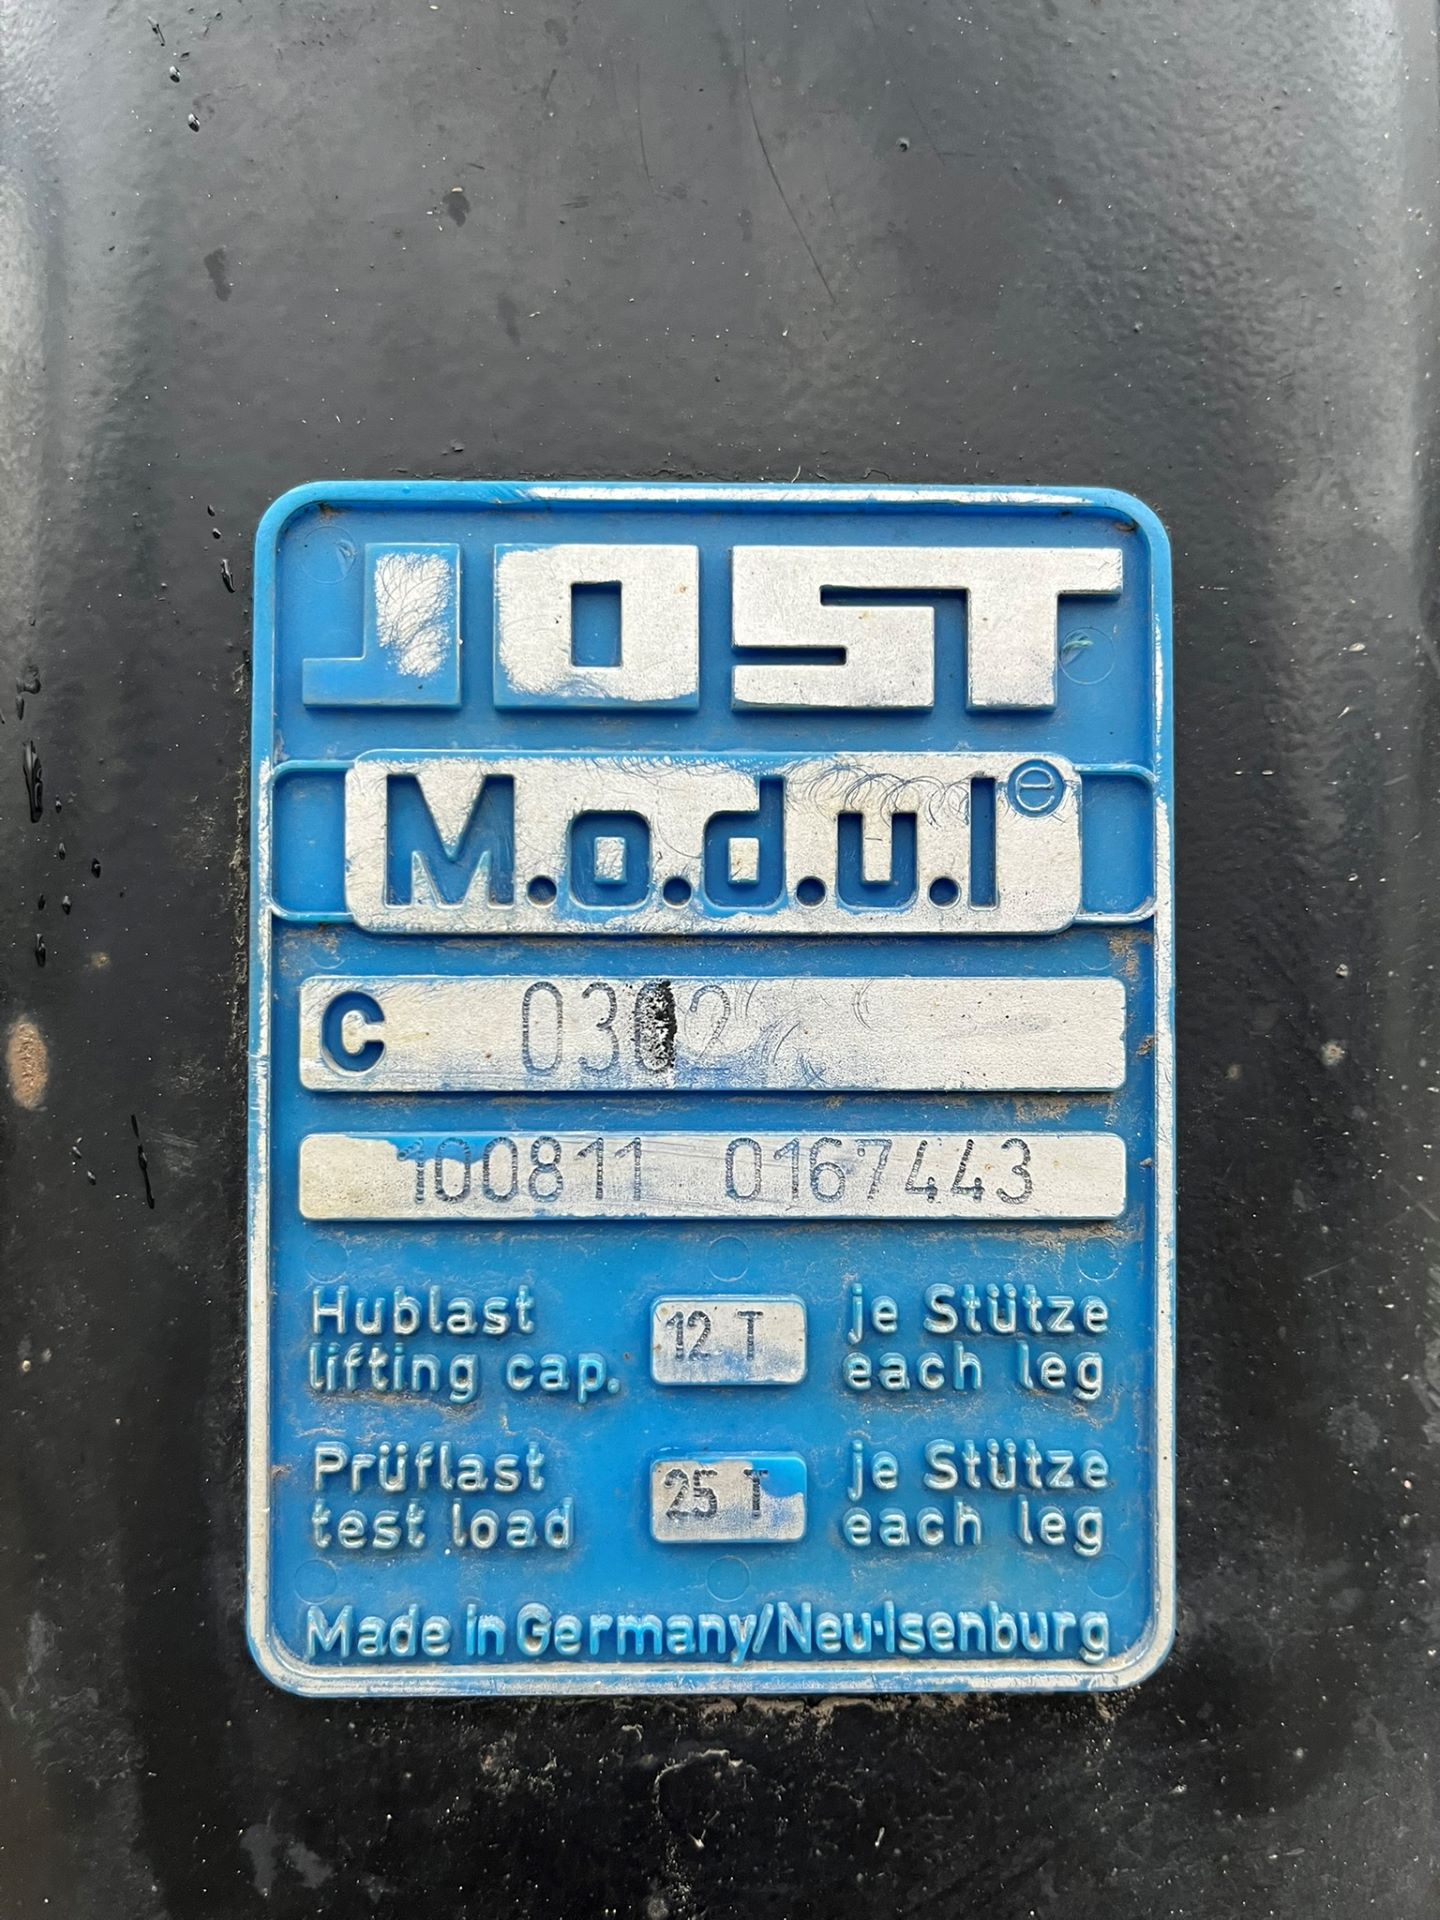 JOST
M.o.d.u.l
C 0302
100811 0167443
Hublast 12 T je Stütze
lifting cap. each leg
Prüflast 25 T je Stütze
test load each leg
Made in Germany/Neu-Isenburg